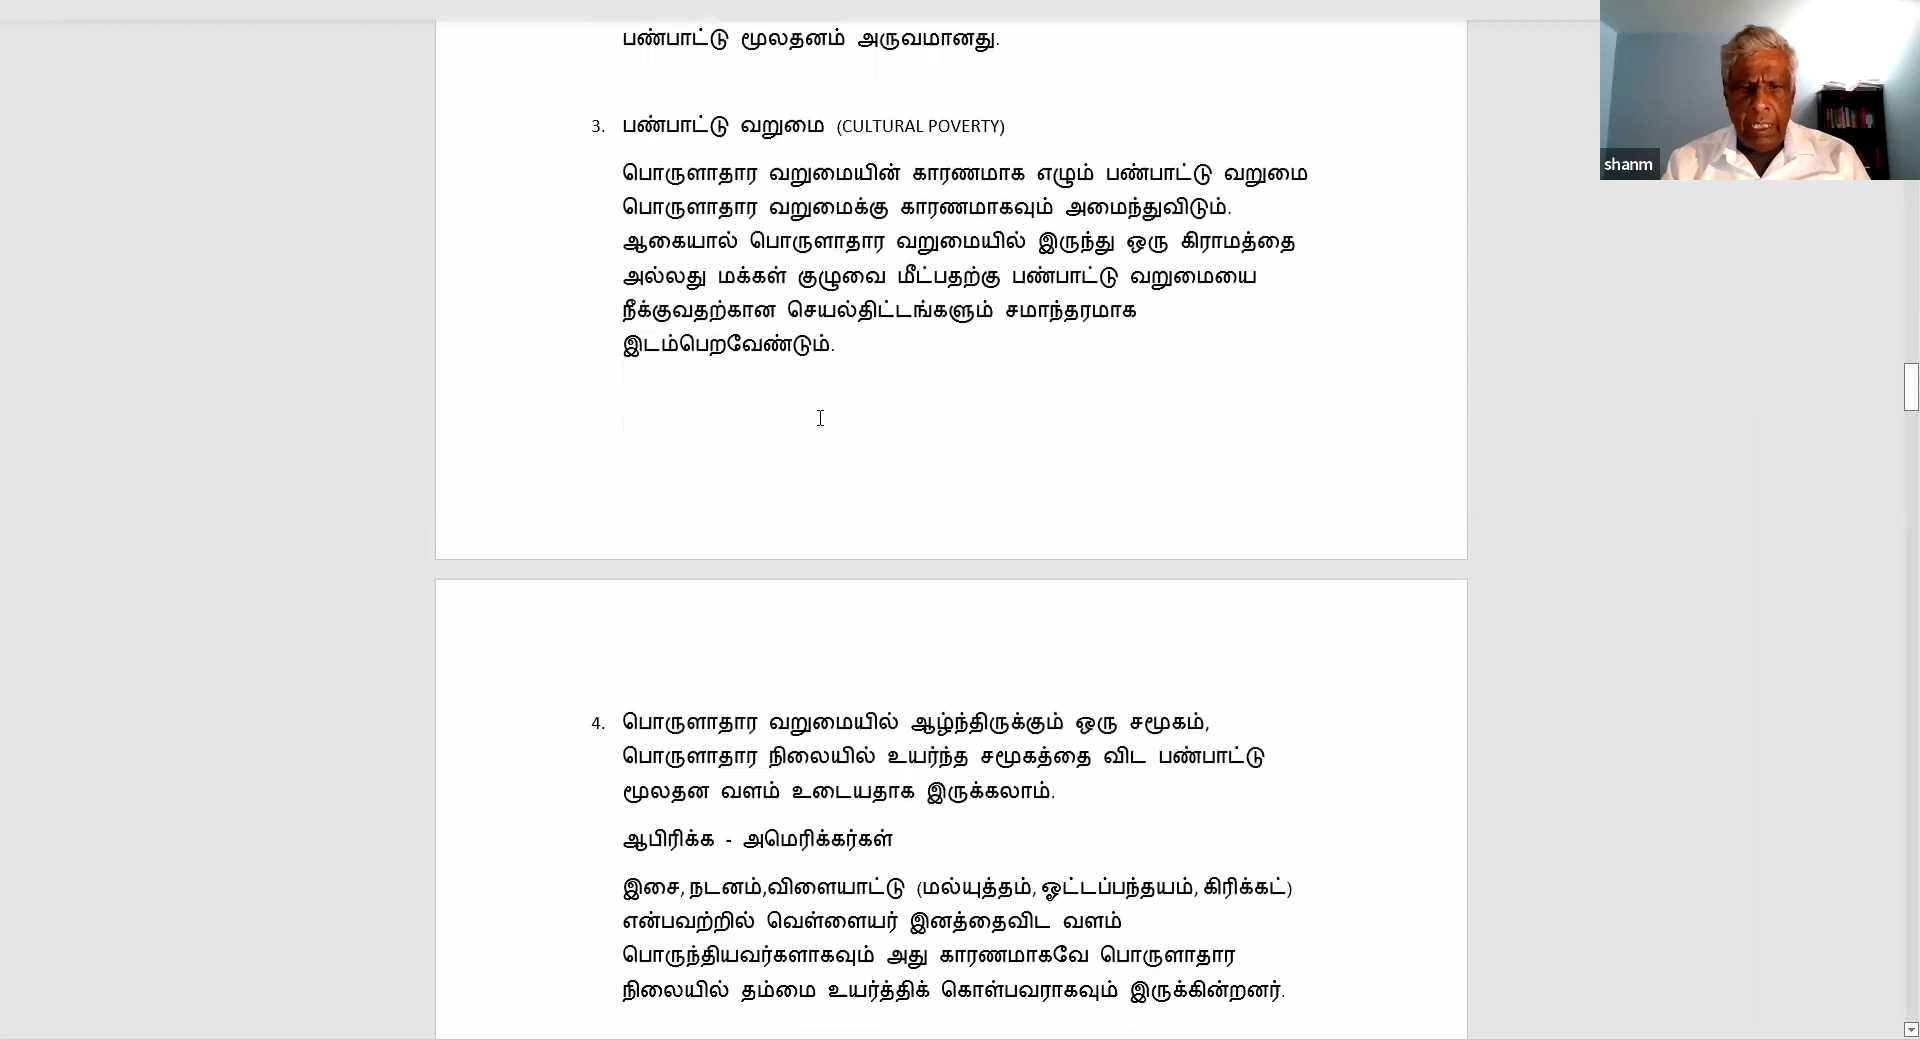 பண்பாட்டு மூலதனம் அருவமானது.
3. பண்பாட்டு வறுமை (CULTURAL POVERTY)
பொருளாதார வறுமையின் காரணமாக எழும் பண்பாட்டு வறுமை
பொருளாதார வறுமைக்கு காரணமாகவும் அமைந்துவிடும்.
ஆகையால் பொருளாதார வறுமையில் இருந்து ஒரு கிராமத்தை
அல்லது மக்கள் குழுவை மீட்பதற்கு பண்பாட்டு வறுமையை
நீக்குவதற்கான செயல்திட்டங்களும் சமாந்தரமாக
இடம்பெறவேண்டும்.
4. பொருளாதார வறுமையில் ஆழ்ந்திருக்கும் ஒரு சமூகம்,
பொருளாதார நிலையில் உயர்ந்த சமூகத்தை விட பண்பாட்டு
மூலதன வளம் உடையதாக இருக்கலாம்.
ஆபிரிக்க - அமெரிக்கர்கள்
இசை, நடனம்,விளையாட்டு (மல்யுத்தம், ஓட்டப்பந்தயம், கிரிக்கட்)
என்பவற்றில் வெள்ளையர் இனத்தைவிட வளம்
பொருந்தியவர்களாகவும் அது காரணமாகவே பொருளாதார
நிலையில் தம்மை உயர்த்திக் கொள்பவராகவும் இருக்கின்றனர்.
shanm